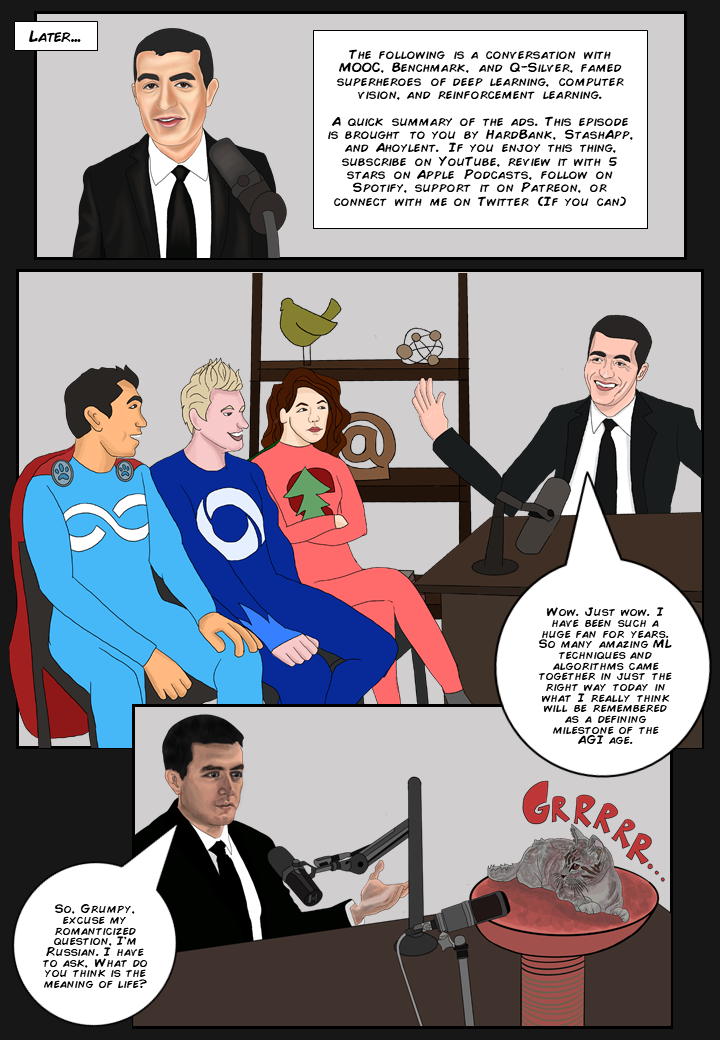 Later...
The following is a conversation with
MOOC, Benchmark, and Q-Silver, famed
superheroes of deep learning, computer
vision, and reinforcement learning.
A quick summary of the ads. This episode
is brought to you by HardBank, StashApp,
and Ahoylent. If you enjoy this thing,
subscribe on YouTube, review it with 5
stars on Apple Podcasts, follow on
Spotify, support it on Patreon, or
connect with me on Twitter (If you can)
@
Wow. Just wow. I
have been such a
huge fan for years.
So many amazing ML
techniques and
algorithms came
together in just the
right way today in
what I really think
will be remembered
as a defining
milestone of the
AGI age.
Grrrrr...
So, Grumpy,
excuse my
romanticized
question, I'm
Russian. I have
to ask, What do
you think is the
meaning of life?